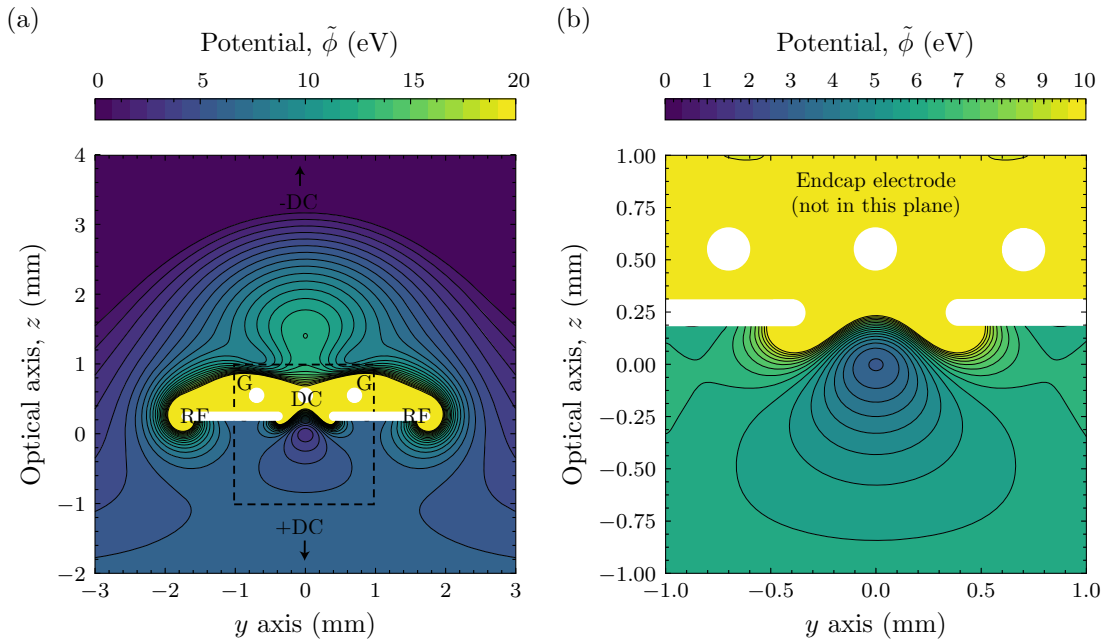 (a)
Potential, ϕ̃ (eV)
0 5 10 15 20
4
3
2
1
0
−1
−2
Optical axis, z (mm)
-DC
G G
DC
RF RF
+DC
−3 −2 −1 0 1 2 3
y axis (mm)
(b)
Potential, ϕ̃ (eV)
0 1 2 3 4 5 6 7 8 9 10
1.00
0.75
0.50
0.25
0.00
−0.25
−0.50
−0.75
−1.00
Optical axis, z (mm)
Endcap electrode
(not in this plane)
−1.0 −0.5 0.0 0.5 1.0
y axis (mm)